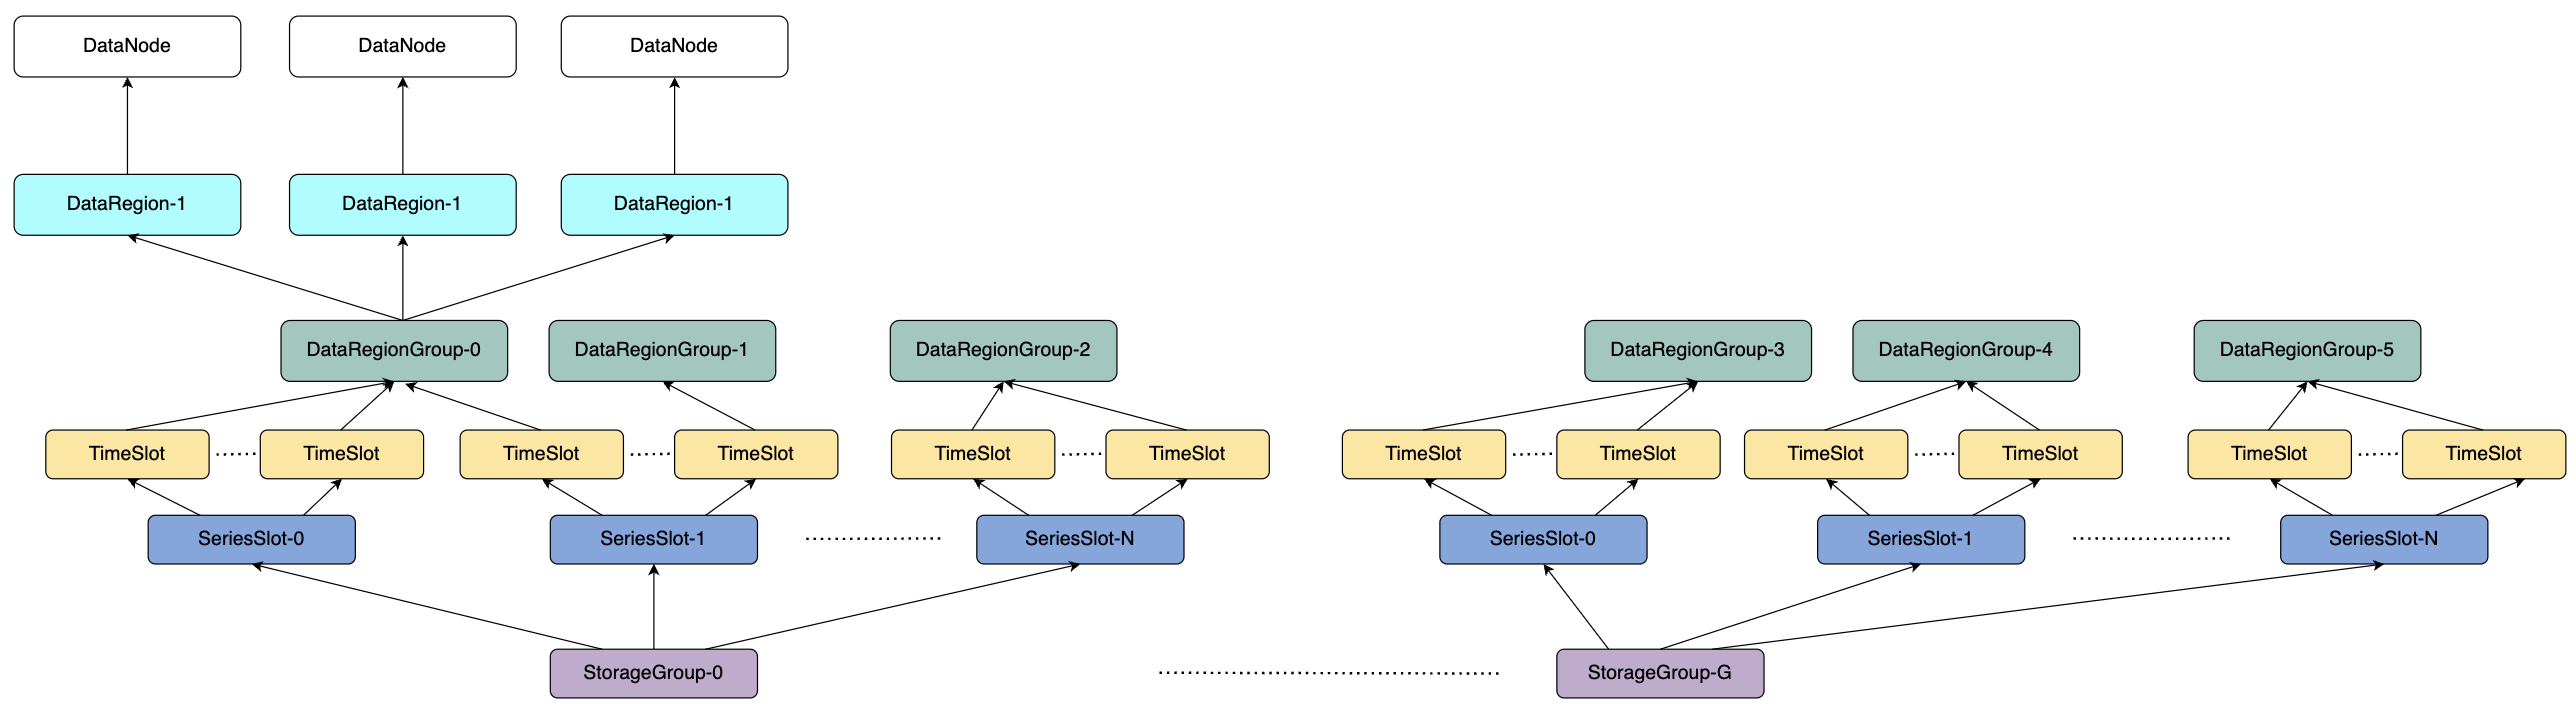 DataNode
DataNode
DataNode
DataRegion-1
DataRegion-1
DataRegion-1
DataRegionGroup-0
DataRegionGroup-1
DataRegionGroup-2
DataRegionGroup-3
DataRegionGroup-4
DataRegionGroup-5
TimeSlot
TimeSlot
TimeSlot
TimeSlot
TimeSlot
TimeSlot
TimeSlot
TimeSlot
TimeSlot
TimeSlot
TimeSlot
TimeSlot
SeriesSlot-0
SeriesSlot-1
SeriesSlot-N
SeriesSlot-0
SeriesSlot-1
SeriesSlot-N
StorageGroup-0
StorageGroup-G